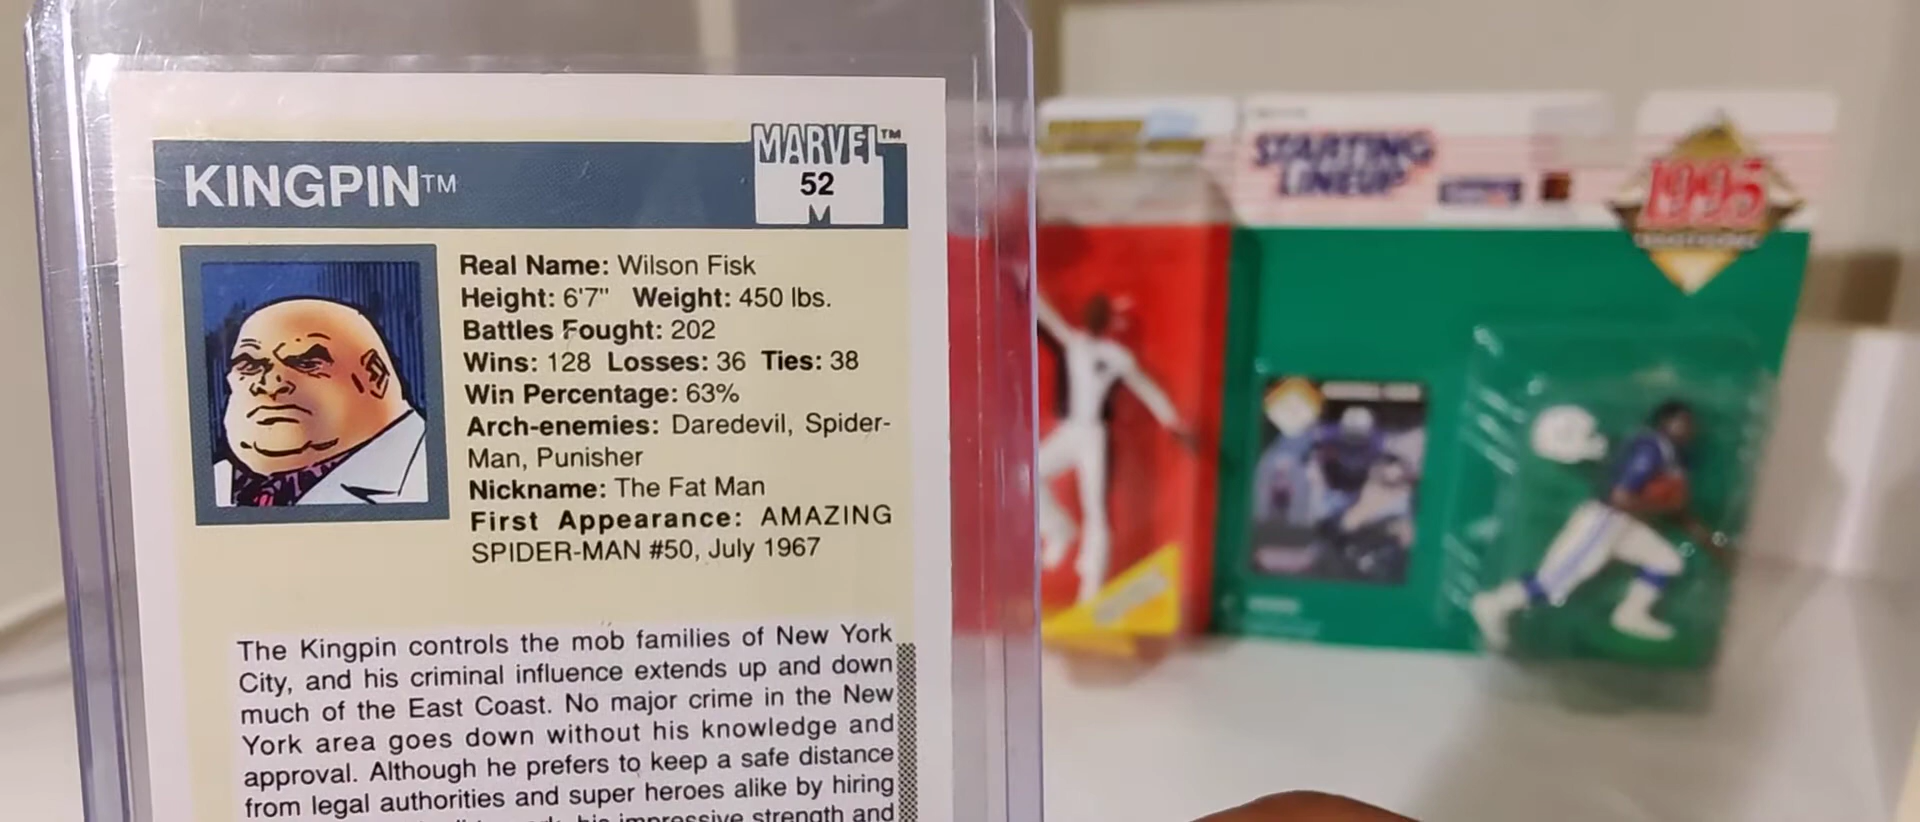 KINGPIN™
MARVEL™
52
M
Real Name: Wilson Fisk
Height: 6'7" Weight: 450 lbs.
Battles Fought: 202
Wins: 128 Losses: 36 Ties: 38
Win Percentage: 63%
Arch-enemies: Daredevil, Spider-
Man, Punisher
Nickname: The Fat Man
First Appearance: AMAZING
SPIDER-MAN #50, July 1967
The Kingpin controls the mob families of New York
City, and his criminal influence extends up and down
much of the East Coast. No major crime in the New
York area goes down without his knowledge and
approval. Although he prefers to keep a safe distance
from legal authorities and super heroes alike by hiring
his impressive strength and
STARTING
LINEUP
1995